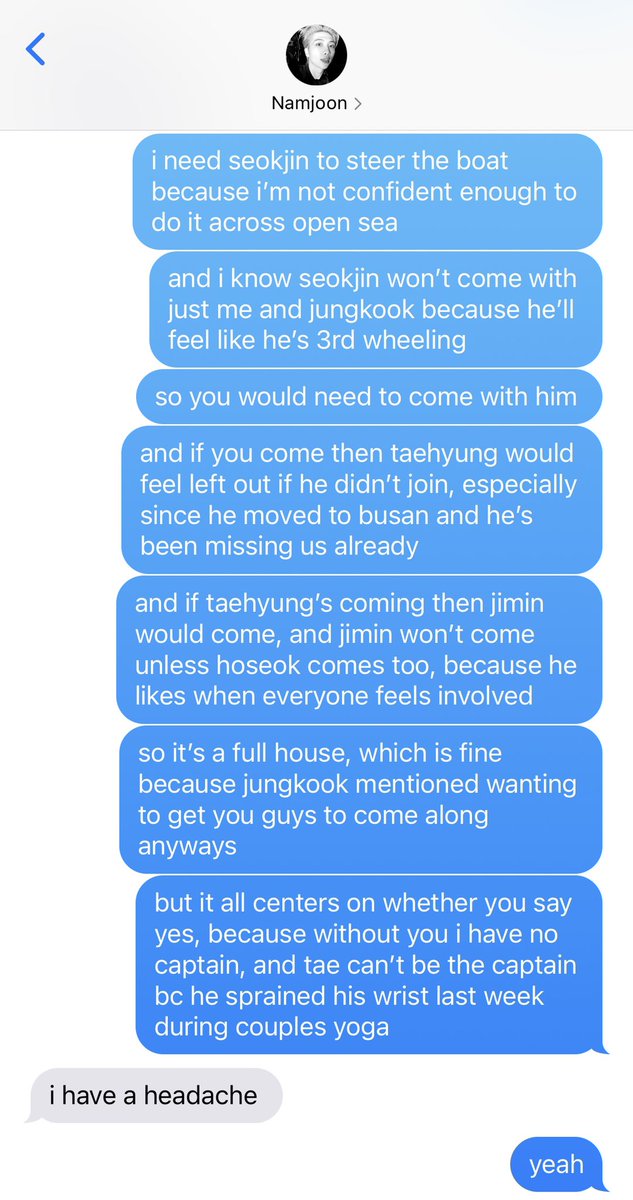 Namjoon
i need seokjin to steer the boat
because i’m not confident enough to
do it across open sea
and i know seokjin won’t come with
just me and jungkook because he’ll
feel like he’s 3rd wheeling
so you would need to come with him
and if you come then taehyung would
feel left out if he didn’t join, especially
since he moved to busan and he’s
been missing us already
and if taehyung’s coming then jimin
would come, and jimin won’t come
unless hoseok comes too, because he
likes when everyone feels involved
so it’s a full house, which is fine
because jungkook mentioned wanting
to get you guys to come along
anyways
but it all centers on whether you say
yes, because without you i have no
captain, and tae can’t be the captain
bc he sprained his wrist last week
during couples yoga
i have a headache
yeah